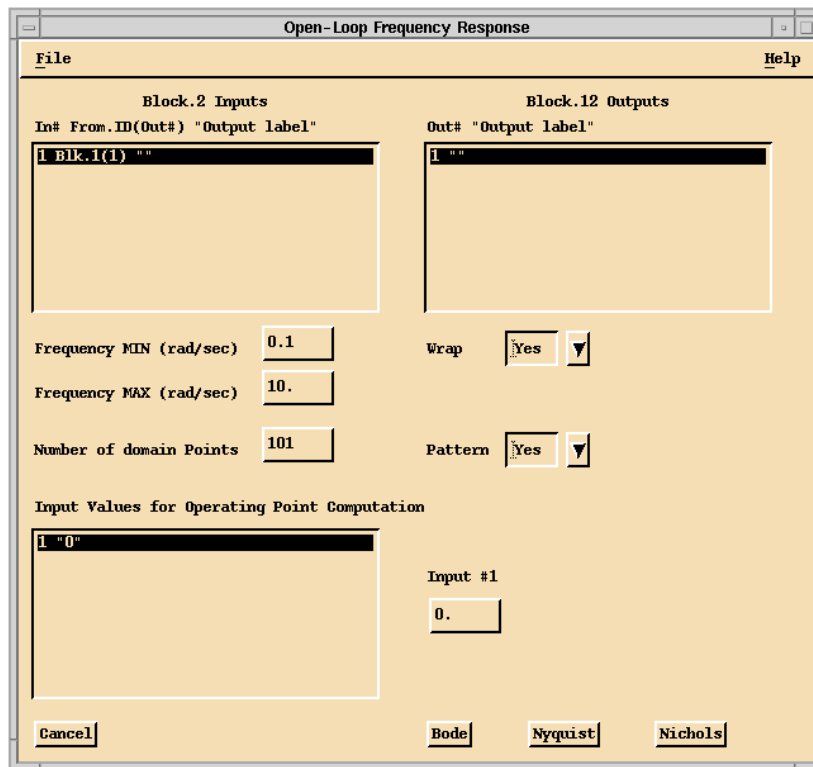 Open-Loop Frequency Response
File Help
Block.2 Inputs Block.12 Outputs
In# From.ID(Out#) "Output label" Out# "Output label"
1 Blk.1(1) "" 1 ""
Frequency MIN (rad/sec) 0.1 Wrap Yes
Frequency MAX (rad/sec) 10.
Number of domain Points 101 Pattern Yes
Input Values for Operating Point Computation
1 "0"
Input #1
0.
Cancel Bode Nyquist Nichols